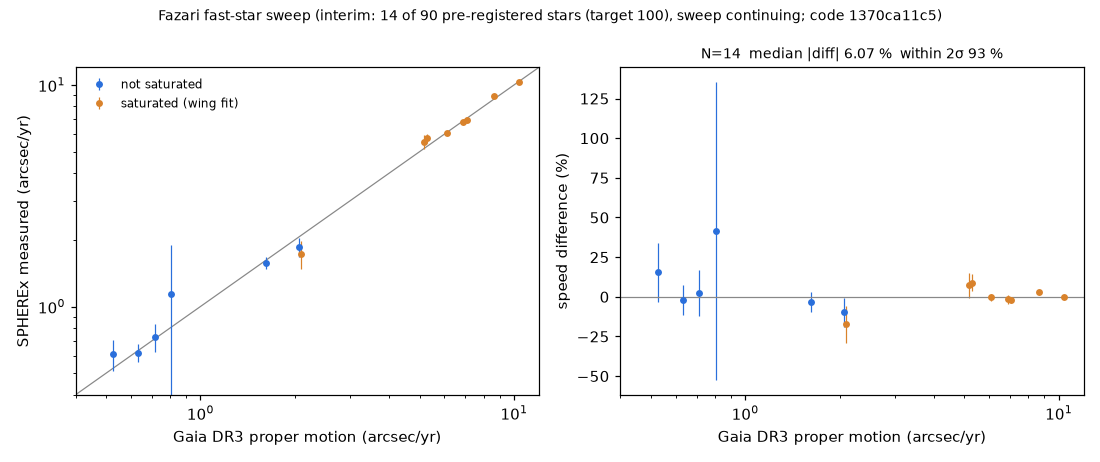 Fazari fast-star sweep (interim: 14 of 90 pre-registered stars (target 100), sweep continuing; code 1370ca11c5)
not saturated
saturated (wing fit)
10¹
10⁰
SPHEREx measured (arcsec/yr)
10⁰
10¹
Gaia DR3 proper motion (arcsec/yr)
N=14 median |diff| 6.07 % within 2σ 93 %
125
100
75
50
25
0
−25
−50
speed difference (%)
10⁰
10¹
Gaia DR3 proper motion (arcsec/yr)